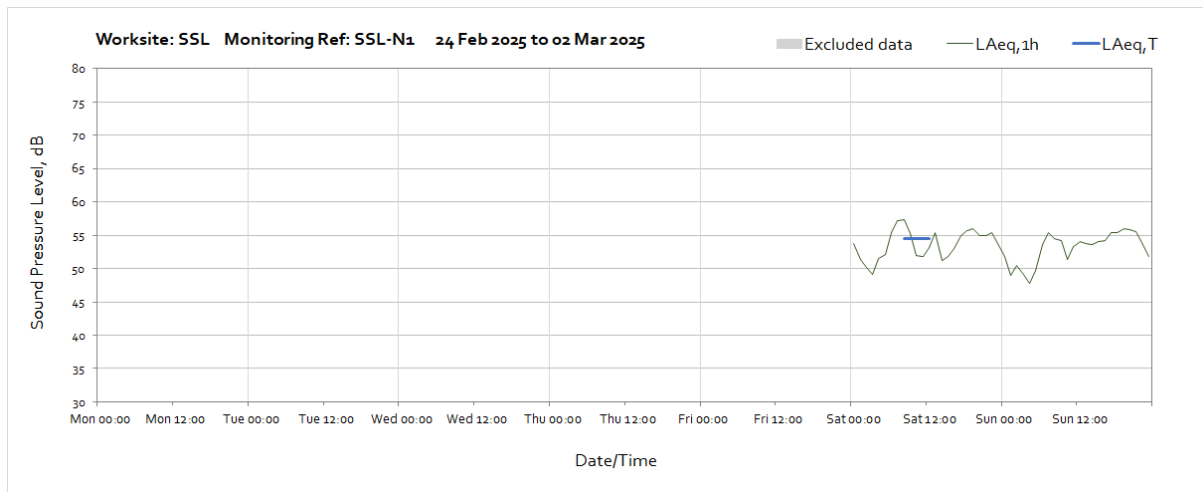 Worksite: SSL Monitoring Ref: SSL-N1 24 Feb 2025 to 02 Mar 2025
Excluded data LAeq,1h LAeq,T
80
75
70
65
60
55
50
45
40
35
30
Sound Pressure Level, dB
Mon 00:00 Mon 12:00 Tue 00:00 Tue 12:00 Wed 00:00 Wed 12:00 Thu 00:00 Thu 12:00 Fri 00:00 Fri 12:00 Sat 00:00 Sat 12:00 Sun 00:00 Sun 12:00
Date/Time